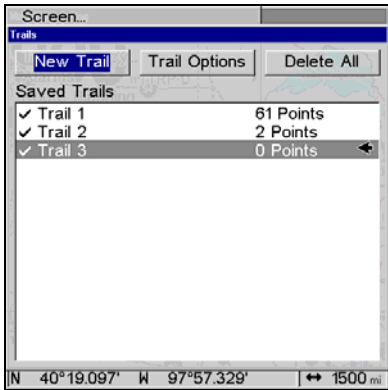 Screen...
Trails
New Trail Trail Options Delete All
Saved Trails
Trail 1 61 Points
Trail 2 2 Points
Trail 3 0 Points
N 40°19.097' W 97°57.329' ↔ 1500 mi